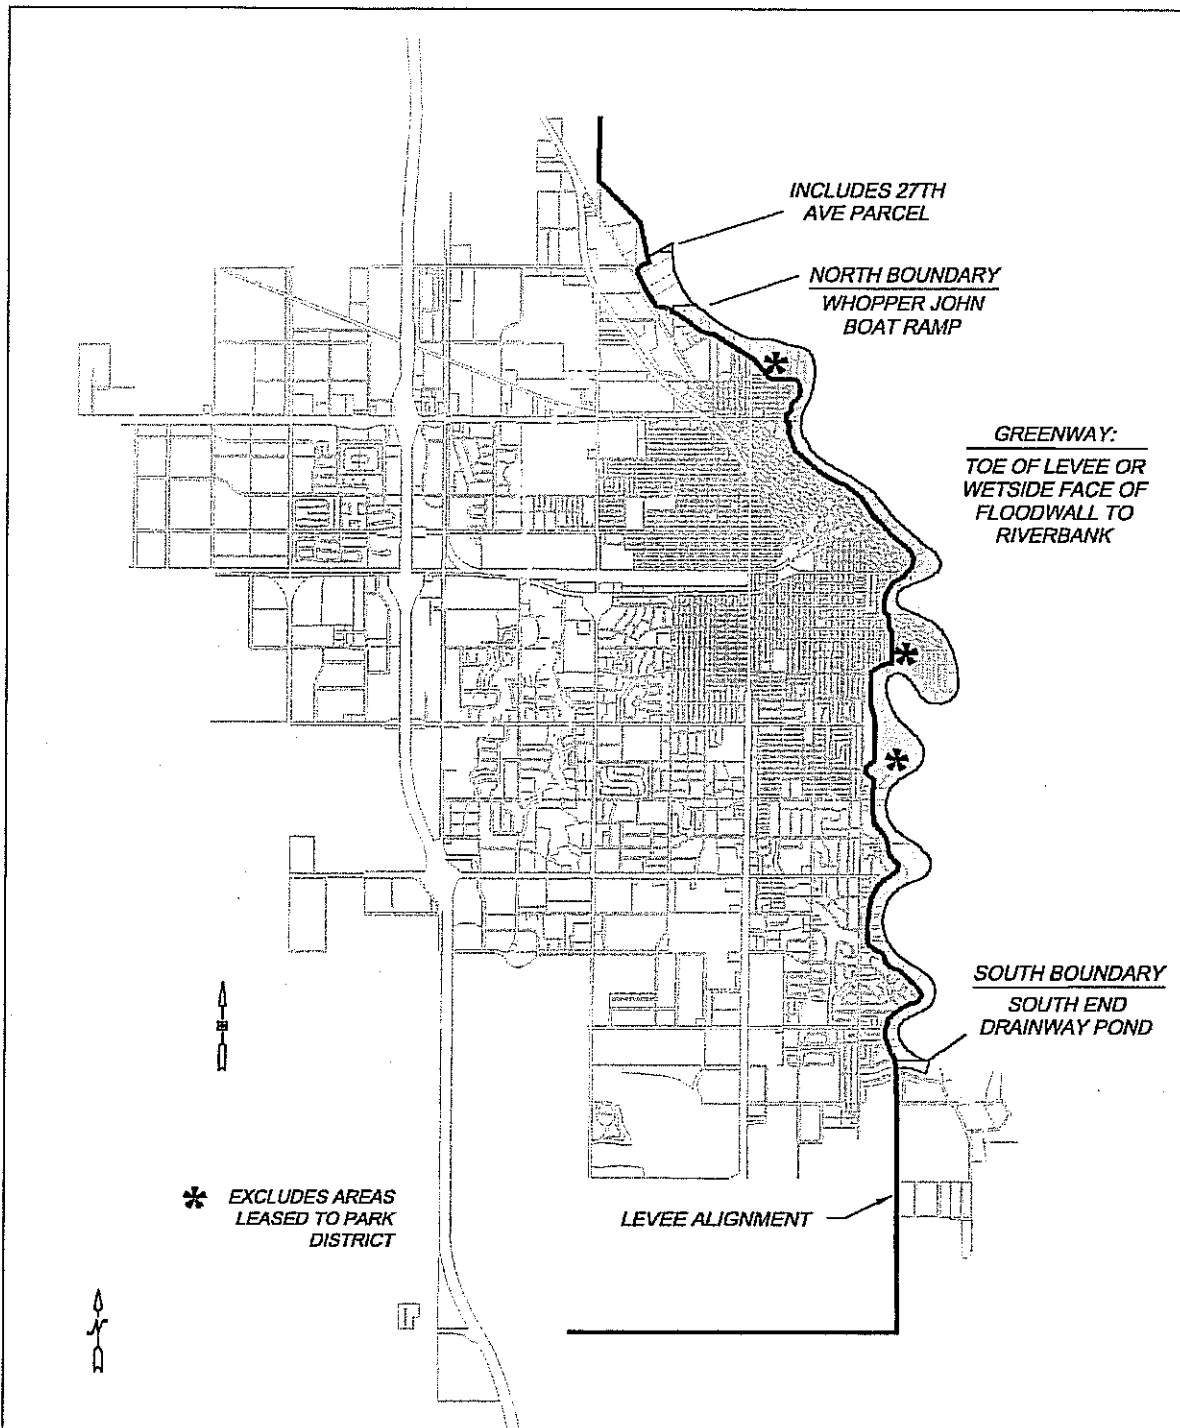 INCLUDES 27TH
AVE PARCEL
NORTH BOUNDARY
WHOPPER JOHN
BOAT RAMP
GREENWAY:
TOE OF LEVEE OR
WETSIDE FACE OF
FLOODWALL TO
RIVERBANK
SOUTH BOUNDARY
SOUTH END
DRAINWAY POND
* EXCLUDES AREAS
LEASED TO PARK
DISTRICT
LEVEE ALIGNMENT
N